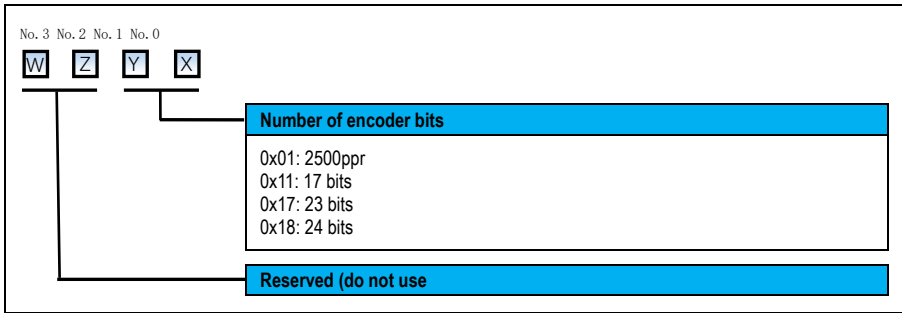 No.3 No.2 No.1 No.0
W Z Y X
Number of encoder bits
0x01: 2500ppr
0x11: 17 bits
0x17: 23 bits
0x18: 24 bits
Reserved (do not use